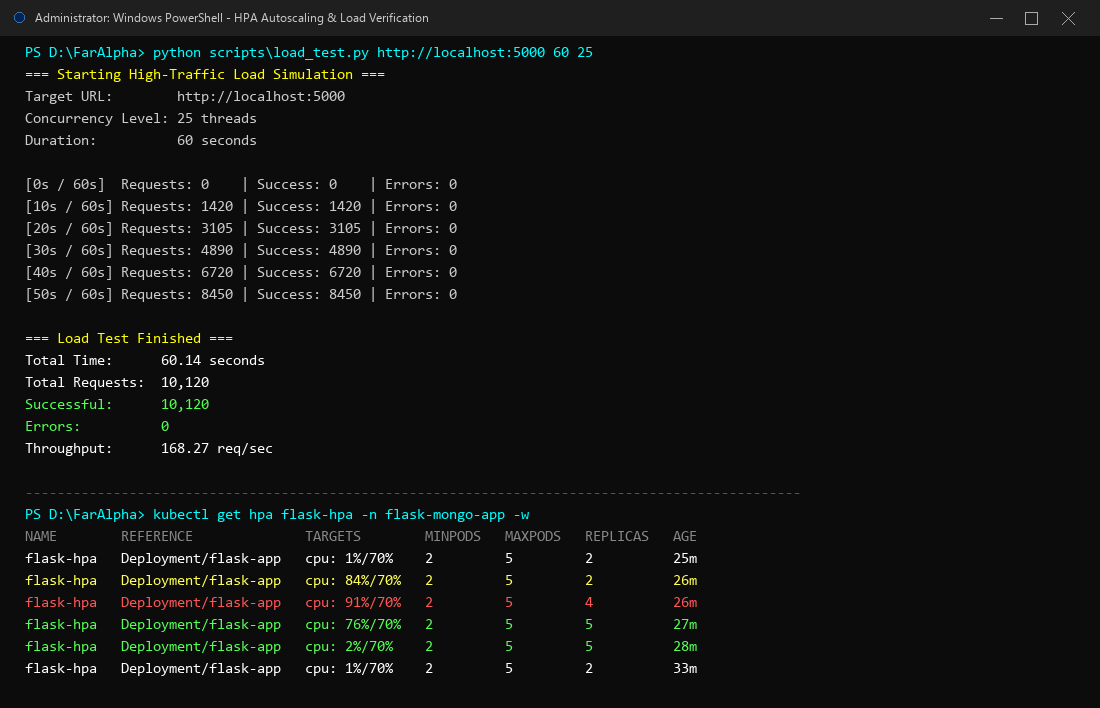 Administrator: Windows PowerShell - HPA Autoscaling & Load Verification
PS D:\FarAlpha> python scripts\load_test.py http://localhost:5000 60 25
=== Starting High-Traffic Load Simulation ===
Target URL:        http://localhost:5000
Concurrency Level: 25 threads
Duration:          60 seconds
[0s / 60s]  Requests: 0    | Success: 0    | Errors: 0
[10s / 60s] Requests: 1420 | Success: 1420 | Errors: 0
[20s / 60s] Requests: 3105 | Success: 3105 | Errors: 0
[30s / 60s] Requests: 4890 | Success: 4890 | Errors: 0
[40s / 60s] Requests: 6720 | Success: 6720 | Errors: 0
[50s / 60s] Requests: 8450 | Success: 8450 | Errors: 0
=== Load Test Finished ===
Total Time:      60.14 seconds
Total Requests:  10,120
Successful:      10,120
Errors:          0
Throughput:      168.27 req/sec
-------------------------------------------------------------------------------------------------
PS D:\FarAlpha> kubectl get hpa flask-hpa -n flask-mongo-app -w
NAME        REFERENCE              TARGETS        MINPODS   MAXPODS   REPLICAS   AGE
flask-hpa   Deployment/flask-app   cpu: 1%/70%    2         5         2          25m
flask-hpa   Deployment/flask-app   cpu: 84%/70%   2         5         2          26m
flask-hpa   Deployment/flask-app   cpu: 91%/70%   2         5         4          26m
flask-hpa   Deployment/flask-app   cpu: 76%/70%   2         5         5          27m
flask-hpa   Deployment/flask-app   cpu: 2%/70%    2         5         5          28m
flask-hpa   Deployment/flask-app   cpu: 1%/70%    2         5         2          33m